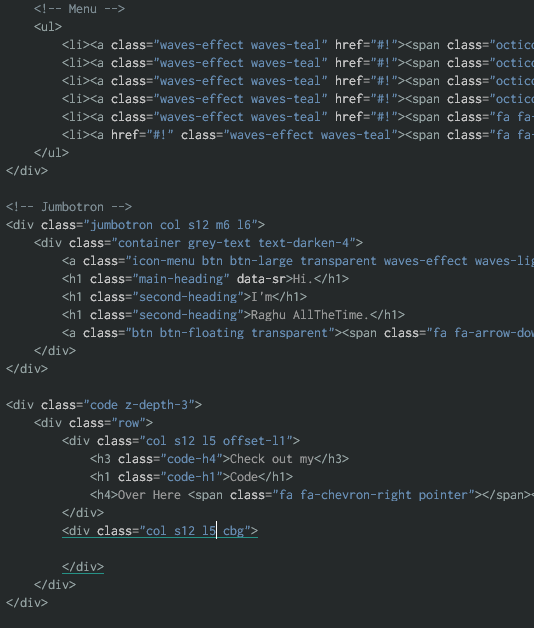 <!-- Menu -->
<ul>
<li><a class="waves-effect waves-teal" href="#!"><span class="octic
<li><a class="waves-effect waves-teal" href="#!"><span class="octic
<li><a class="waves-effect waves-teal" href="#!"><span class="octic
<li><a class="waves-effect waves-teal" href="#!"><span class="octic
<li><a class="waves-effect waves-teal" href="#!"><span class="fa fa-
<li><a href="#!" class="waves-effect waves-teal"><span class="fa fa-
</ul>
</div>
<!-- Jumbotron -->
<div class="jumbotron col s12 m6 l6">
<div class="container grey-text text-darken-4">
<a class="icon-menu btn btn-large transparent waves-effect waves-lig
<h1 class="main-heading" data-sr>Hi.</h1>
<h1 class="second-heading">I'm</h1>
<h1 class="second-heading">Raghu AllTheTime.</h1>
<a class="btn btn-floating transparent"><span class="fa fa-arrow-dow
</div>
</div>
<div class="code z-depth-3">
<div class="row">
<div class="col s12 l5 offset-l1">
<h3 class="code-h4">Check out my</h3>
<h1 class="code-h1">Code</h1>
<h4>Over Here <span class="fa fa-chevron-right pointer"></span><
</div>
<div class="col s12 l5 cbg">
</div>
</div>
</div>